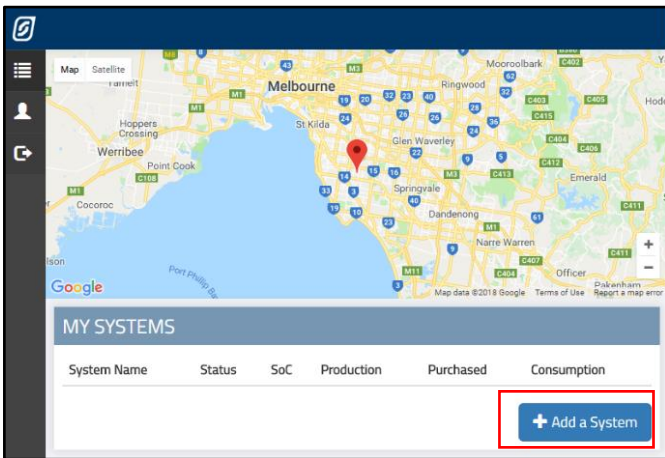 Map Satellite
Melbourne
Mooroolbark
Ringwood
Hoppers
Crossing
St Kilda
Glen Waverley
Werribee
Point Cook
Emerald
Springvale
Cocoroc
Dandenong
Narre Warren
Officer
Pakenham
Port Phillip
Google
Map data ©2018 Google Terms of Use Report a map error
MY SYSTEMS
System Name Status SoC Production Purchased Consumption
Add a System